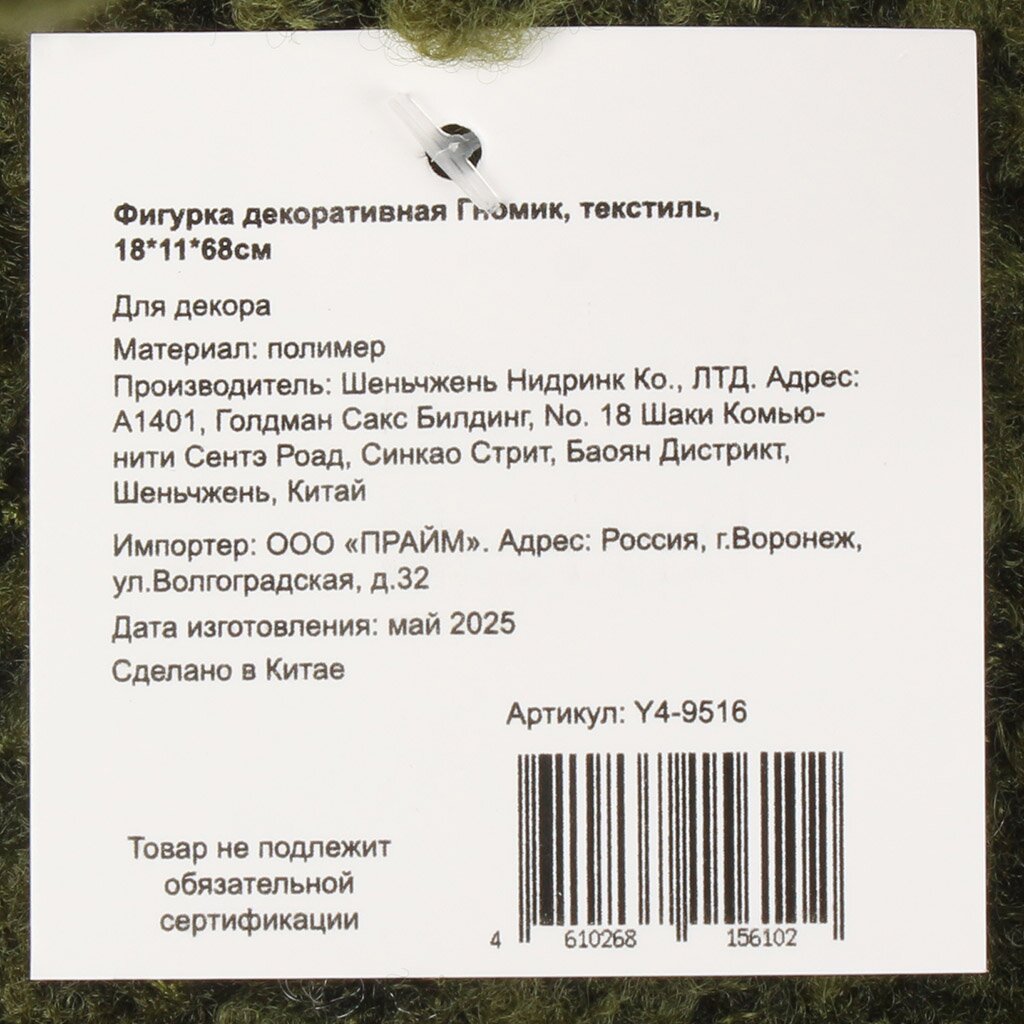 Фигурка декоративная Гномик, текстиль,
18*11*68см
Для декора
Материал: полимер
Производитель: Шеньчжень Нидринк Ко., ЛТД. Адрес:
А1401, Голдман Сакс Билдинг, No. 18 Шаки Комью-
нити Сентэ Роад, Синкао Стрит, Баоян Дистрикт,
Шеньчжень, Китай
Импортер: ООО «ПРАЙМ». Адрес: Россия, г.Воронеж,
ул.Волгоградская, д.32
Дата изготовления: май 2025
Сделано в Китае
Артикул: Y4-9516
Товар не подлежит
обязательной
сертификации
4 610268 156102